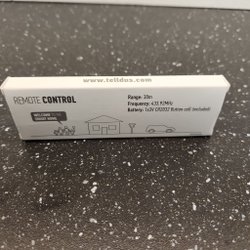 www.telldus.com
REMOTE CONTROL
Range: 30m
Frequency: 433.92MHz
Battery: 1x3V CR2032 Button cell (included)
WELCOME TO THE
SMART HOME